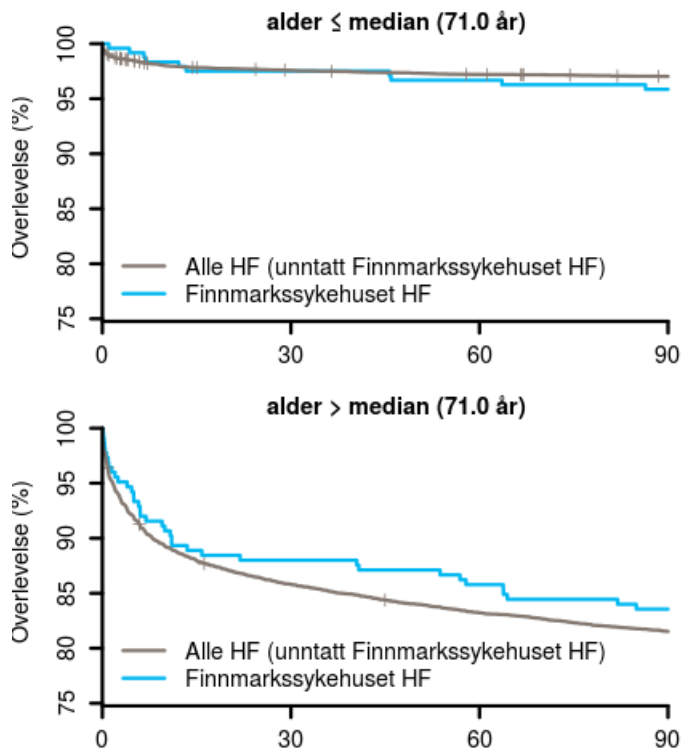 alder ≤ median (71.0 år)
Overlevelse (%)
100
95
90
85
80
75
Alle HF (unntatt Finnmarkssykehuset HF)
Finnmarkssykehuset HF
0 30 60 90
alder > median (71.0 år)
Overlevelse (%)
100
95
90
85
80
75
Alle HF (unntatt Finnmarkssykehuset HF)
Finnmarkssykehuset HF
0 30 60 90